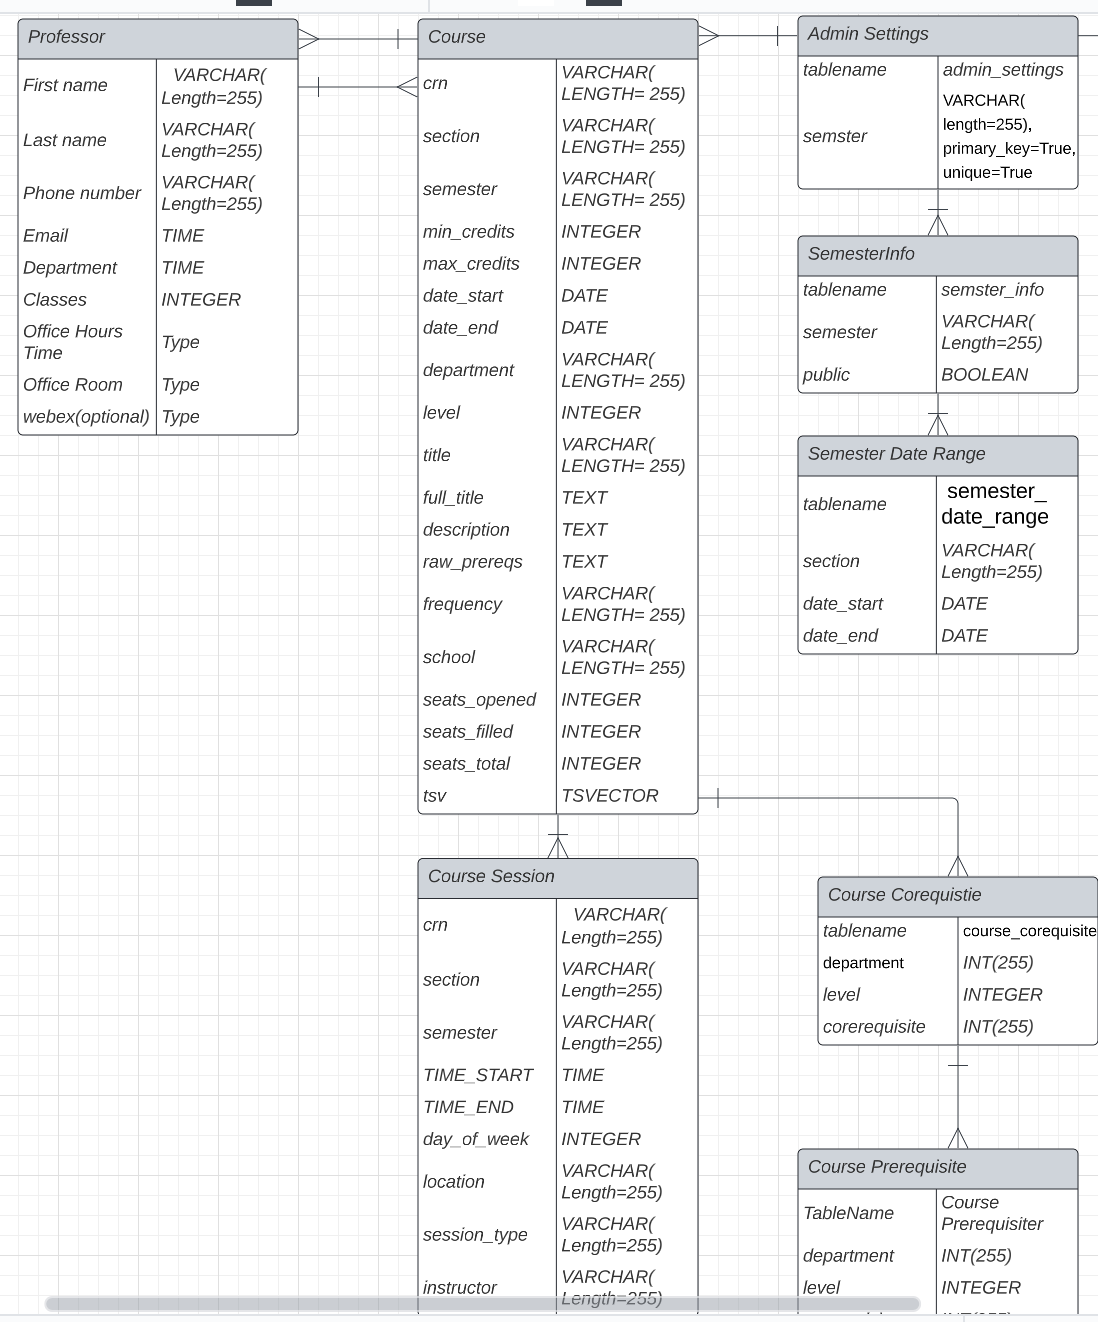 Professor
First name
VARCHAR(
Length=255)
Last name
VARCHAR(
Length=255)
Phone number
VARCHAR(
Length=255)
Email
TIME
Department
TIME
Classes
INTEGER
Office Hours
Time
Type
Office Room
Type
webex(optional)
Type
Course
crn
VARCHAR(
LENGTH= 255)
section
VARCHAR(
LENGTH= 255)
semester
VARCHAR(
LENGTH= 255)
min_credits
INTEGER
max_credits
INTEGER
date_start
DATE
date_end
DATE
department
VARCHAR(
LENGTH= 255)
level
INTEGER
title
VARCHAR(
LENGTH= 255)
full_title
TEXT
description
TEXT
raw_prereqs
TEXT
frequency
VARCHAR(
LENGTH= 255)
school
VARCHAR(
LENGTH= 255)
seats_opened
INTEGER
seats_filled
INTEGER
seats_total
INTEGER
tsv
TSVECTOR
Course Session
crn
VARCHAR(
Length=255)
section
VARCHAR(
Length=255)
semester
VARCHAR(
Length=255)
TIME_START
TIME
TIME_END
TIME
day_of_week
INTEGER
location
VARCHAR(
Length=255)
session_type
VARCHAR(
Length=255)
instructor
VARCHAR(
Length=255)
Admin Settings
tablename
admin_settings
semster
VARCHAR(
length=255),
primary_key=True,
unique=True
SemesterInfo
tablename
semster_info
semester
VARCHAR(
Length=255)
public
BOOLEAN
Semester Date Range
tablename
semester_
date_range
section
VARCHAR(
Length=255)
date_start
DATE
date_end
DATE
Course Corequistie
tablename
course_corequisite
department
INT(255)
level
INTEGER
corerequisite
INT(255)
Course Prerequisite
TableName
Course
Prerequisiter
department
INT(255)
level
INTEGER